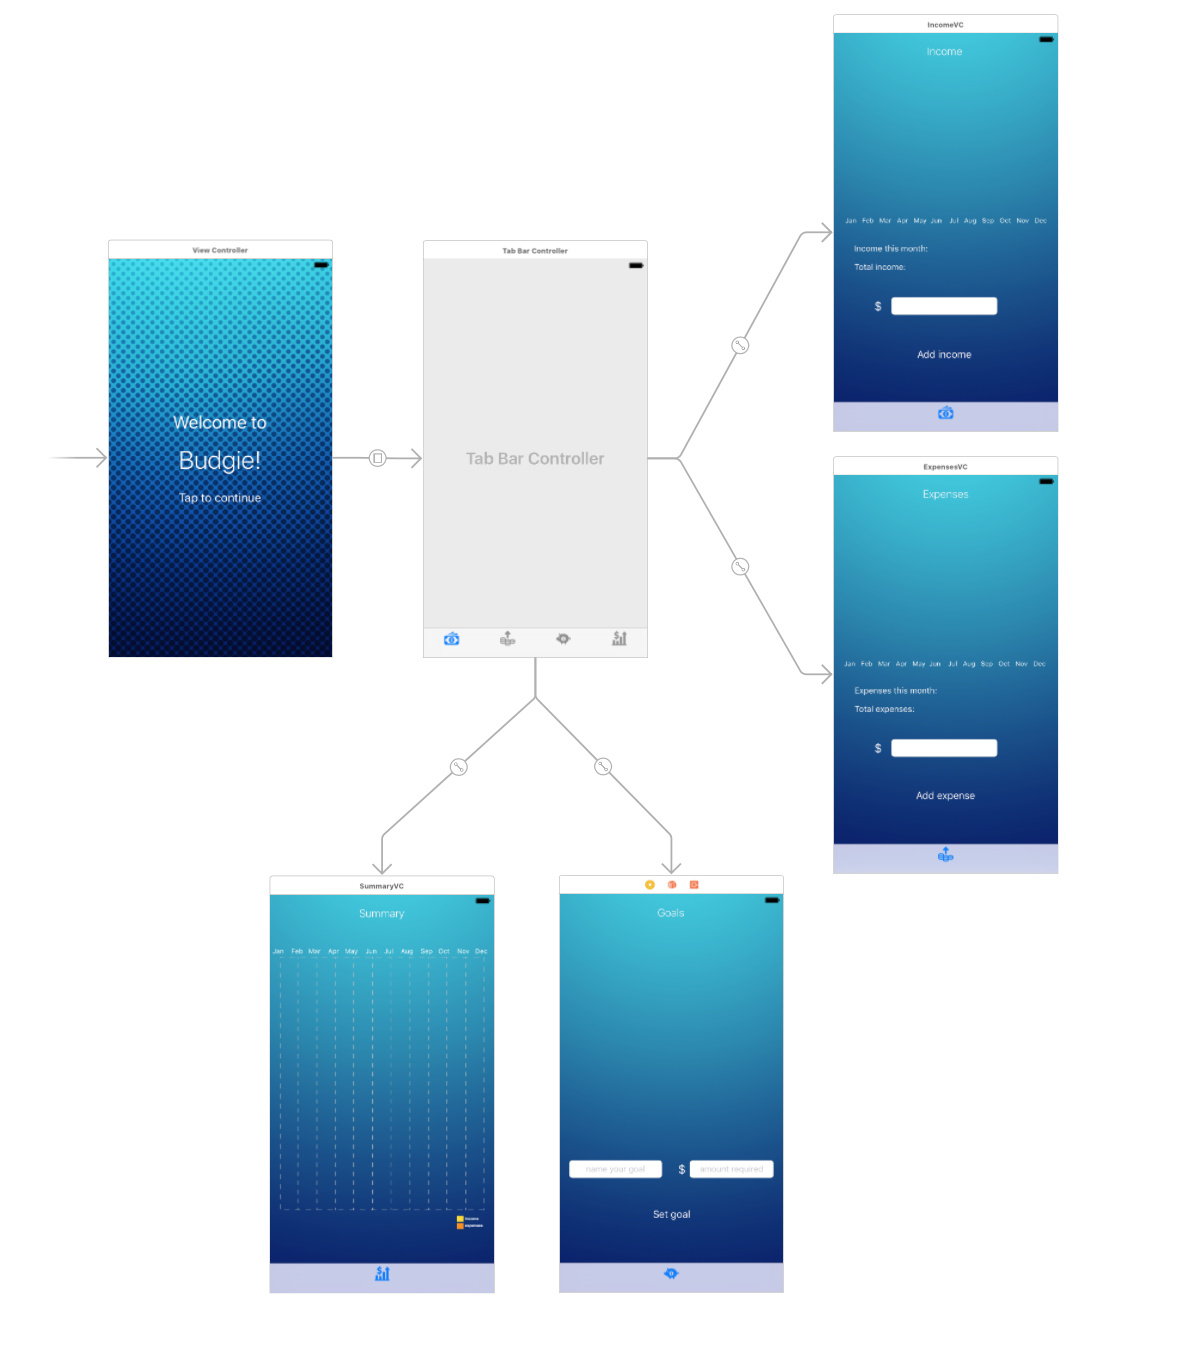 IncomeVC
Income
Jan Feb Mar Apr May Jun Jul Aug Sep Oct Nov Dec
Income this month:
Total income:
$
Add income
View Controller
Welcome to
Budgie!
Tap to continue
Tab Bar Controller
Tab Bar Controller
ExpensesVC
Expenses
Jan Feb Mar Apr May Jun Jul Aug Sep Oct Nov Dec
Expenses this month:
Total expenses:
$
Add expense
SummaryVC
Summary
Jan Feb Mar Apr May Jun Jul Aug Sep Oct Nov Dec
income
expenses
Goals
name your goal $ amount required
Set goal